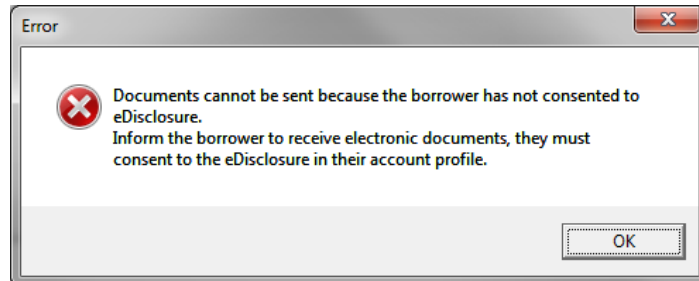 Error
Documents cannot be sent because the borrower has not consented to
eDisclosure.
Inform the borrower to receive electronic documents, they must
consent to the eDisclosure in their account profile.
OK